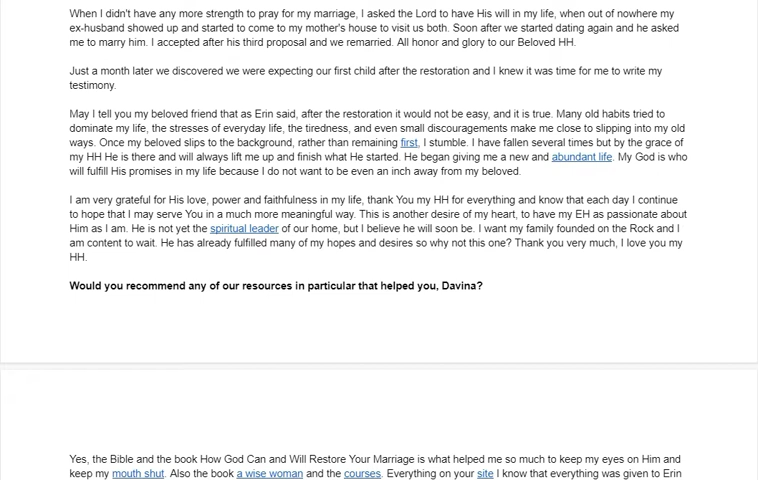 When I didn't have any more strength to pray for my marriage, I asked the Lord to have His will in my life, when out of nowhere my
ex-husband showed up and started to come to my mother's house to visit us both. Soon after we started dating again and he asked
me to marry him. I accepted after his third proposal and we remarried. All honor and glory to our Beloved HH.
Just a month later we discovered we were expecting our first child after the restoration and I knew it was time for me to write my
testimony.
May I tell you my beloved friend that as Erin said, after the restoration it would not be easy, and it is true. Many old habits tried to
dominate my life, the stresses of everyday life, the tiredness, and even small discouragements make me close to slipping into my old
ways. Once my beloved slips to the background, rather than remaining first, I stumble. I have fallen several times but by the grace of
my HH He is there and will always lift me up and finish what He started. He began giving me a new and abundant life. My God is who
will fulfill His promises in my life because I do not want to be even an inch away from my beloved.
I am very grateful for His love, power and faithfulness in my life, thank You my HH for everything and know that each day I continue
to hope that I may serve You in a much more meaningful way. This is another desire of my heart, to have my EH as passionate about
Him as I am. He is not yet the spiritual leader of our home, but I believe he will soon be. I want my family founded on the Rock and I
am content to wait. He has already fulfilled many of my hopes and desires so why not this one? Thank you very much, I love you my
HH.
Would you recommend any of our resources in particular that helped you, Davina?
Yes, the Bible and the book How God Can and Will Restore Your Marriage is what helped me so much to keep my eyes on Him and
keep my mouth shut. Also the book a wise woman and the courses. Everything on your site I know that everything was given to Erin